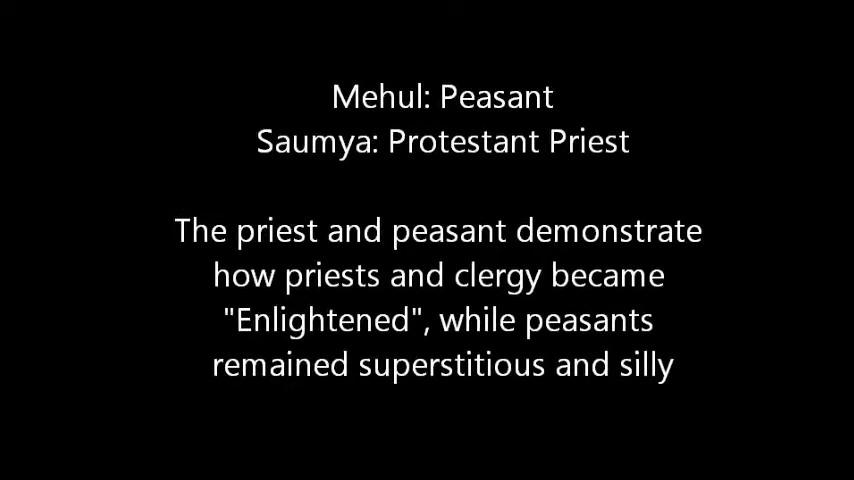 Mehul: Peasant
Saumya: Protestant Priest
The priest and peasant demonstrate
how priests and clergy became
"Enlightened", while peasants
remained superstitious and silly